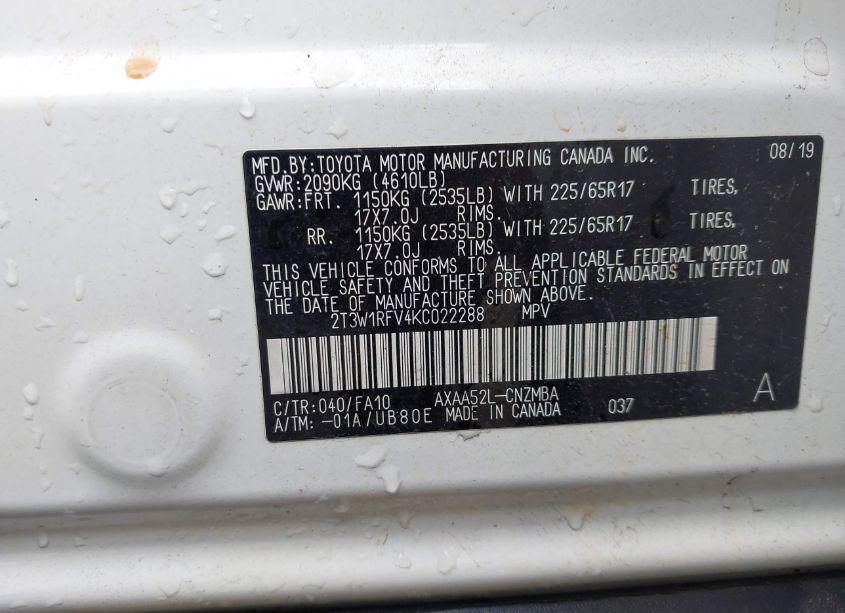 MFD.BY:TOYOTA MOTOR MANUFACTURING CANADA INC. 08/19
GVWR:2090KG (4610LB)
GAWR:FRT. 1150KG (2535LB) WITH 225/65R17 TIRES,
17X7.0J RIMS.
RR. 1150KG (2535LB) WITH 225/65R17 TIRES,
17X7.0J RIMS.
THIS VEHICLE CONFORMS TO ALL APPLICABLE FEDERAL MOTOR
VEHICLE SAFETY AND THEFT PREVENTION STANDARDS IN EFFECT ON
THE DATE OF MANUFACTURE SHOWN ABOVE.
2T3W1RFV4KC022288 MPV
C/TR:040/FA10 AXAA52L-CNZMBA
A/TM: -01A/UB80E MADE IN CANADA 037 A